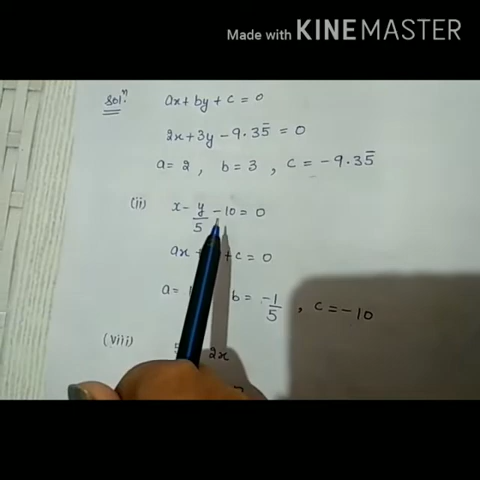 Made with KINEMASTER
Solⁿ: ax + by + c = 0
2x + 3y - 9.35̅ = 0
a = 2 , b = 3 , c = -9.35̅
(ii) x - y/5 - 10 = 0
ax + c = 0
a = b = -1/5 , c = -10
(viii) 2x